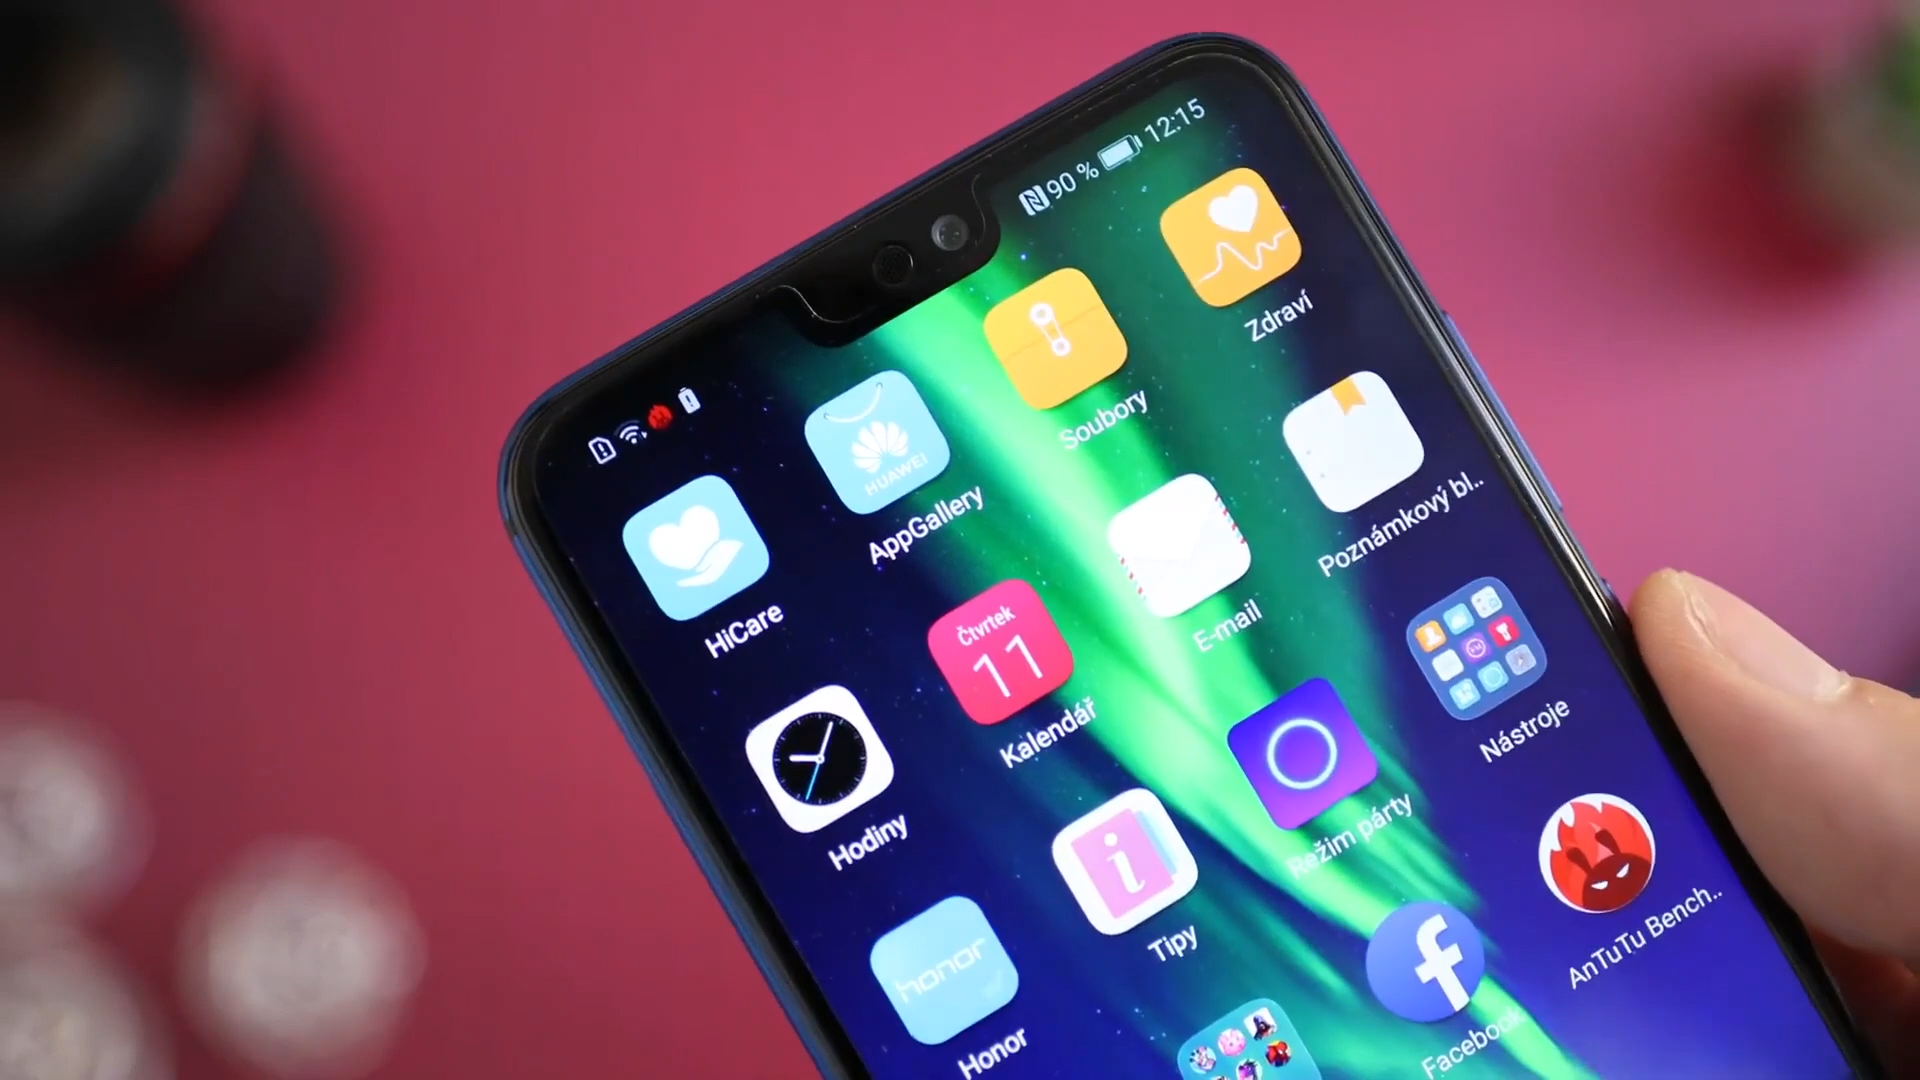 90 % 12:15
HUAWEI
HiCare
AppGallery
Soubory
Zdraví
Čtvrtek
11
Hodiny
Kalendář
E-mail
Poznámkový bl..
honor
Honor
Tipy
Režim párty
Nástroje
Facebook
AnTuTu Bench..